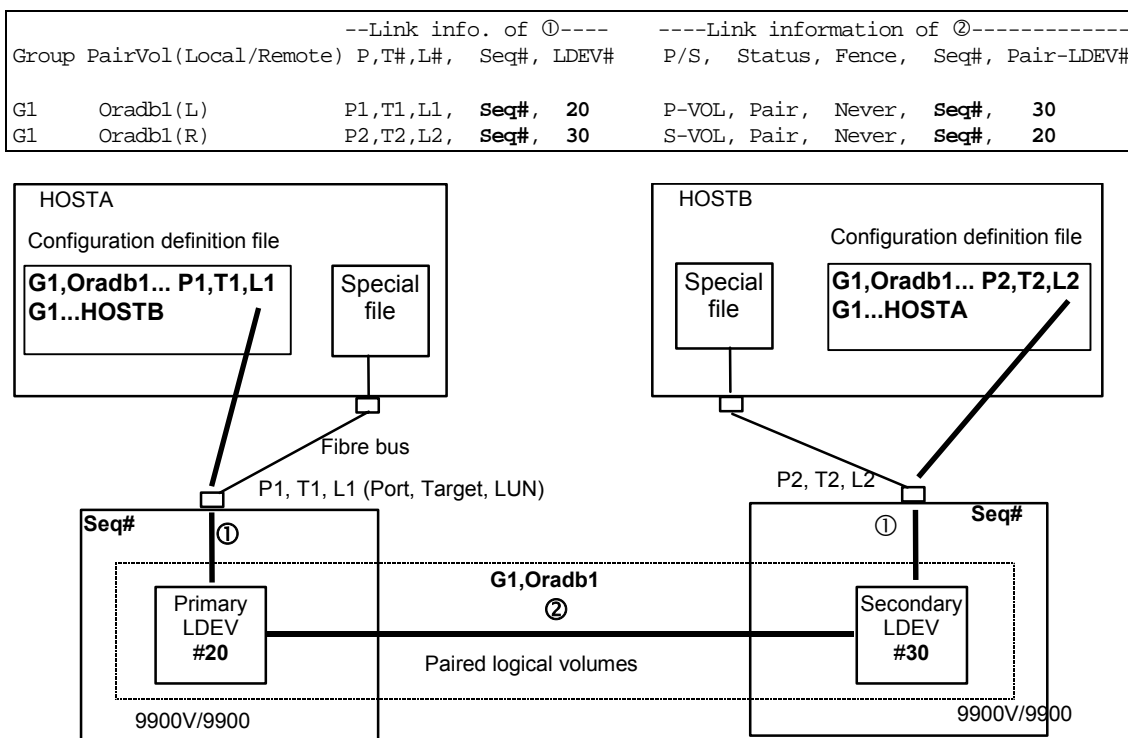 --Link info. of ①---- ----Link information of ②-------------
Group PairVol(Local/Remote) P,T#,L#, Seq#, LDEV# P/S, Status, Fence, Seq#, Pair-LDEV#
G1 Oradb1(L) P1,T1,L1, Seq#, 20 P-VOL, Pair, Never, Seq#, 30
G1 Oradb1(R) P2,T2,L2, Seq#, 30 S-VOL, Pair, Never, Seq#, 20
HOSTA
Configuration definition file
G1,Oradb1... P1,T1,L1
G1...HOSTB
Special
file
HOSTB
Configuration definition file
Special
file
G1,Oradb1... P2,T2,L2
G1...HOSTA
Fibre bus
P1, T1, L1 (Port, Target, LUN)
P2, T2, L2
Seq#
①
①
Seq#
G1,Oradb1
②
Primary
LDEV
#20
Secondary
LDEV
#30
Paired logical volumes
9900V/9900
9900V/9900